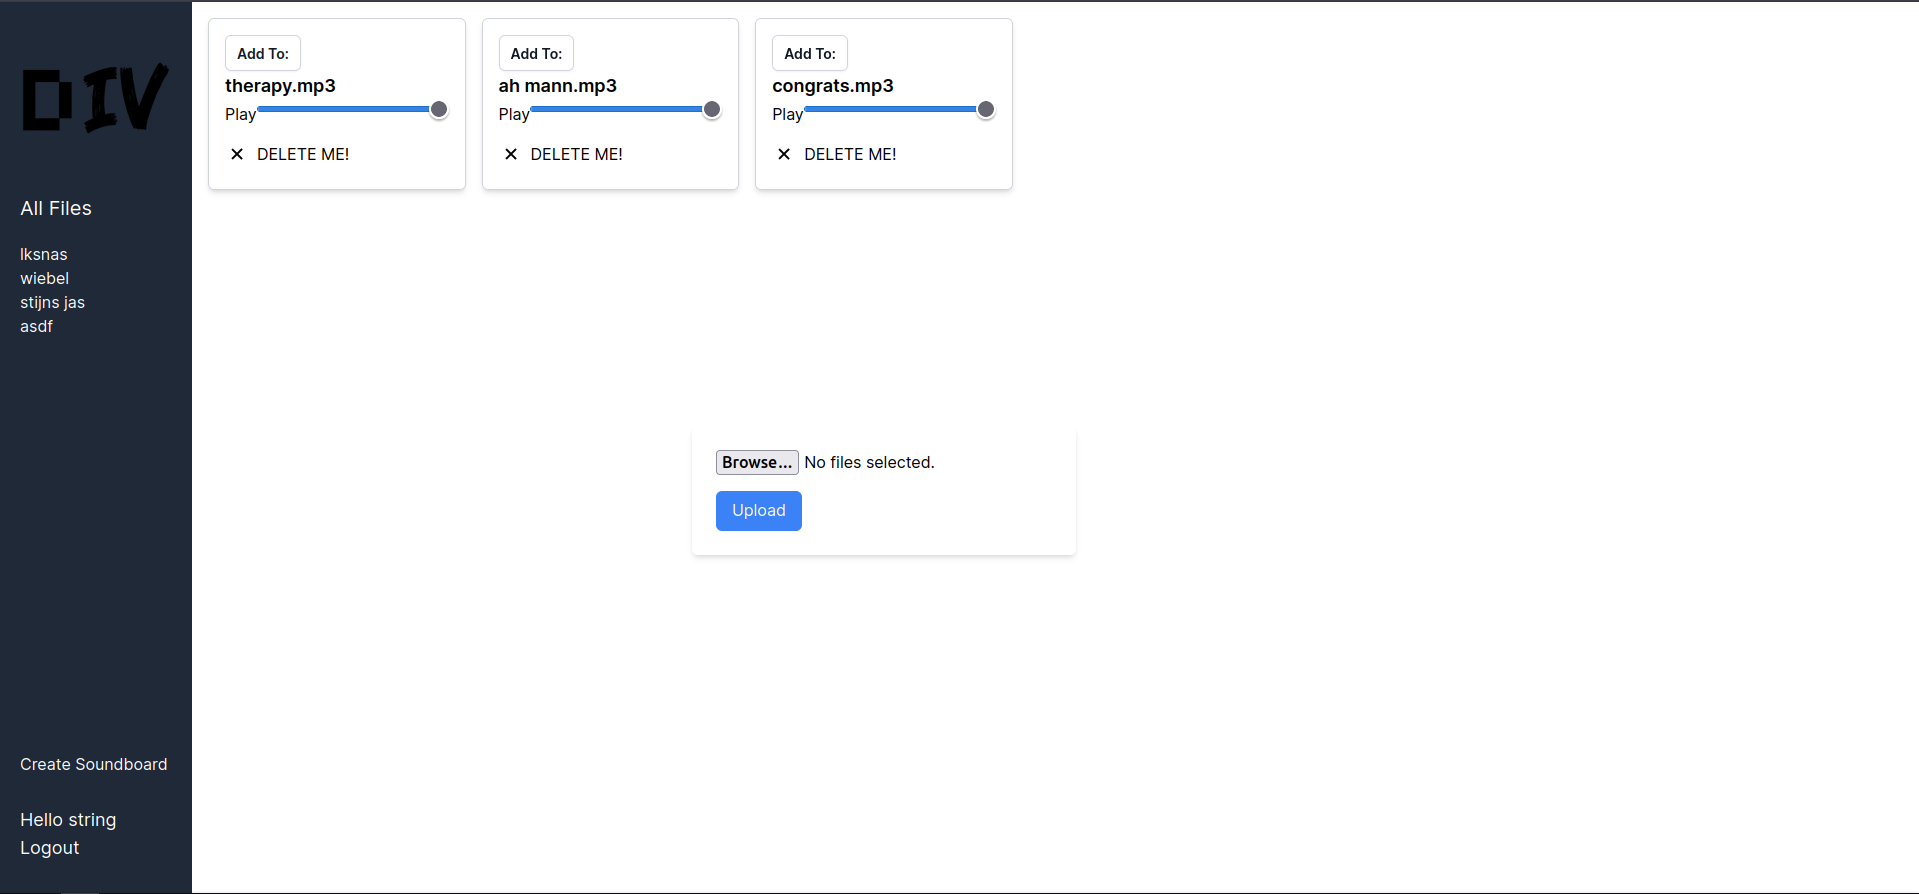 DIV
All Files
lksnas
wiebel
stijns jas
asdf
Create Soundboard
Hello string
Logout
Add To:
therapy.mp3
Play
DELETE ME!
Add To:
ah mann.mp3
Play
DELETE ME!
Add To:
congrats.mp3
Play
DELETE ME!
Browse... No files selected.
Upload